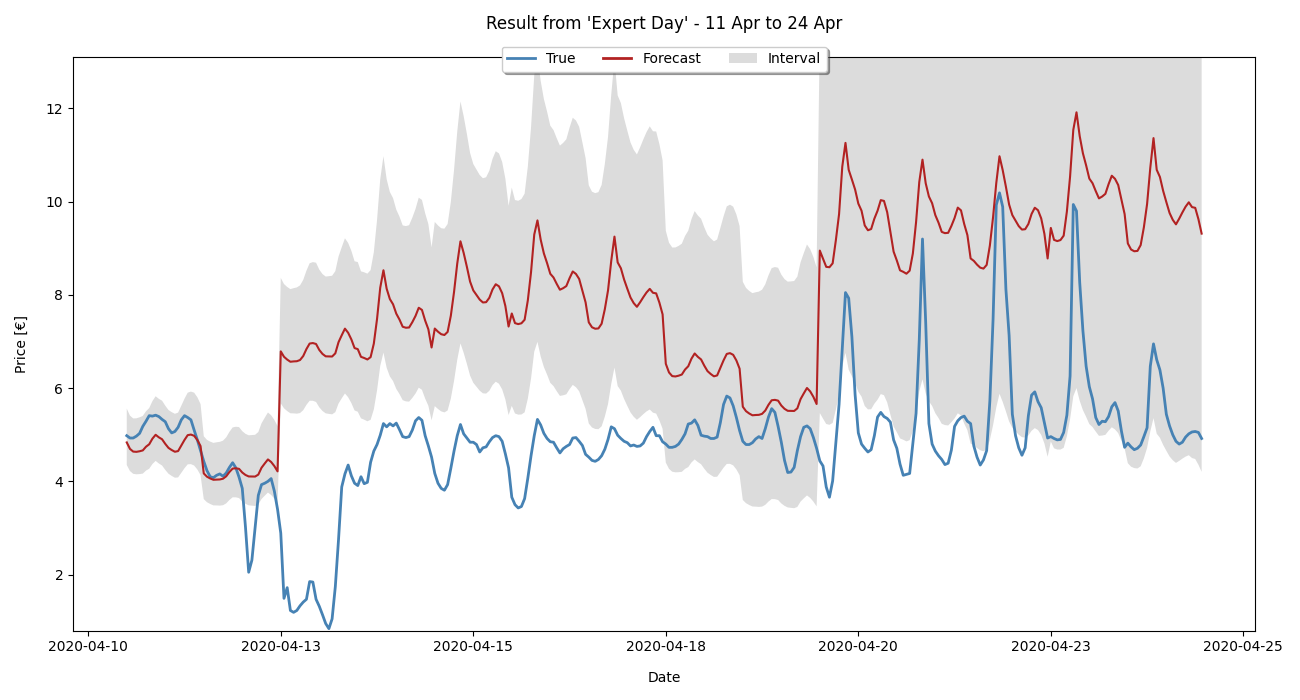 Result from 'Expert Day' - 11 Apr to 24 Apr
True Forecast Interval
12
10
8
6
4
2
Price [€]
2020-04-10 2020-04-13 2020-04-15 2020-04-18 2020-04-20 2020-04-23 2020-04-25
Date